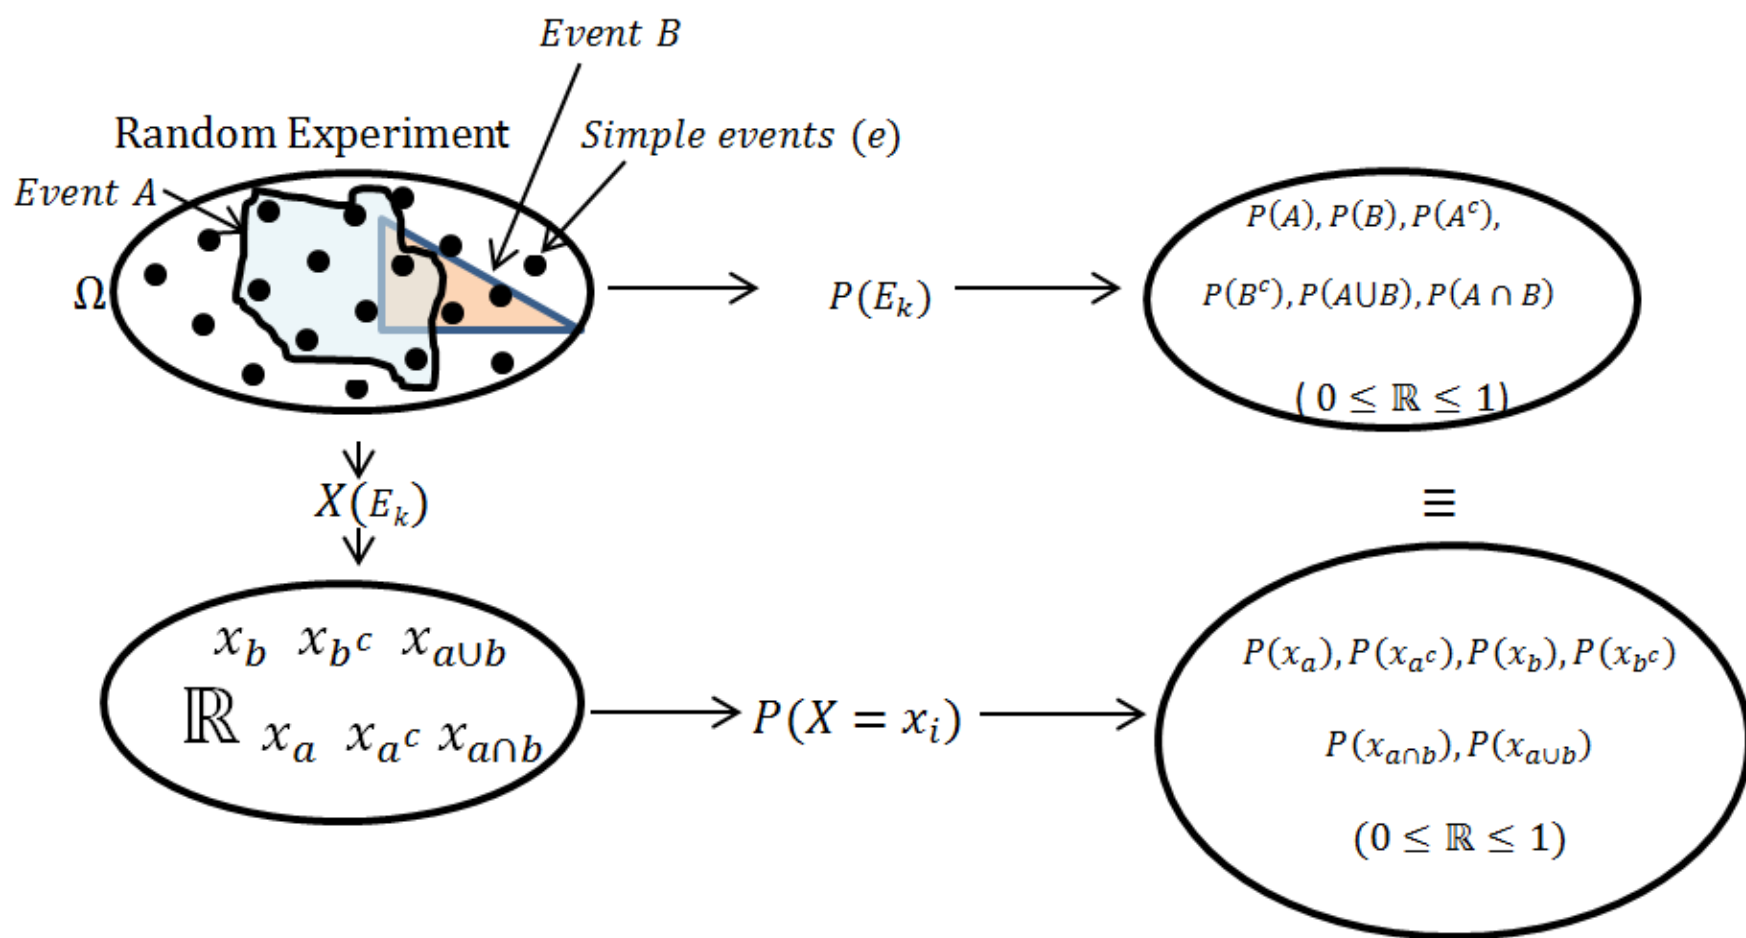 Event B
Random Experiment
Simple events (e)
Event A
Ω
P(E_k)
P(A), P(B), P(A^c),
P(B^c), P(A∪B), P(A ∩ B)
( 0 ≤ ℝ ≤ 1)
X(E_k)
≡
x_b x_{b^c} x_{a∪b}
ℝ x_a x_{a^c} x_{a∩b}
P(X = x_i)
P(x_a), P(x_{a^c}), P(x_b), P(x_{b^c})
P(x_{a∩b}), P(x_{a∪b})
(0 ≤ ℝ ≤ 1)